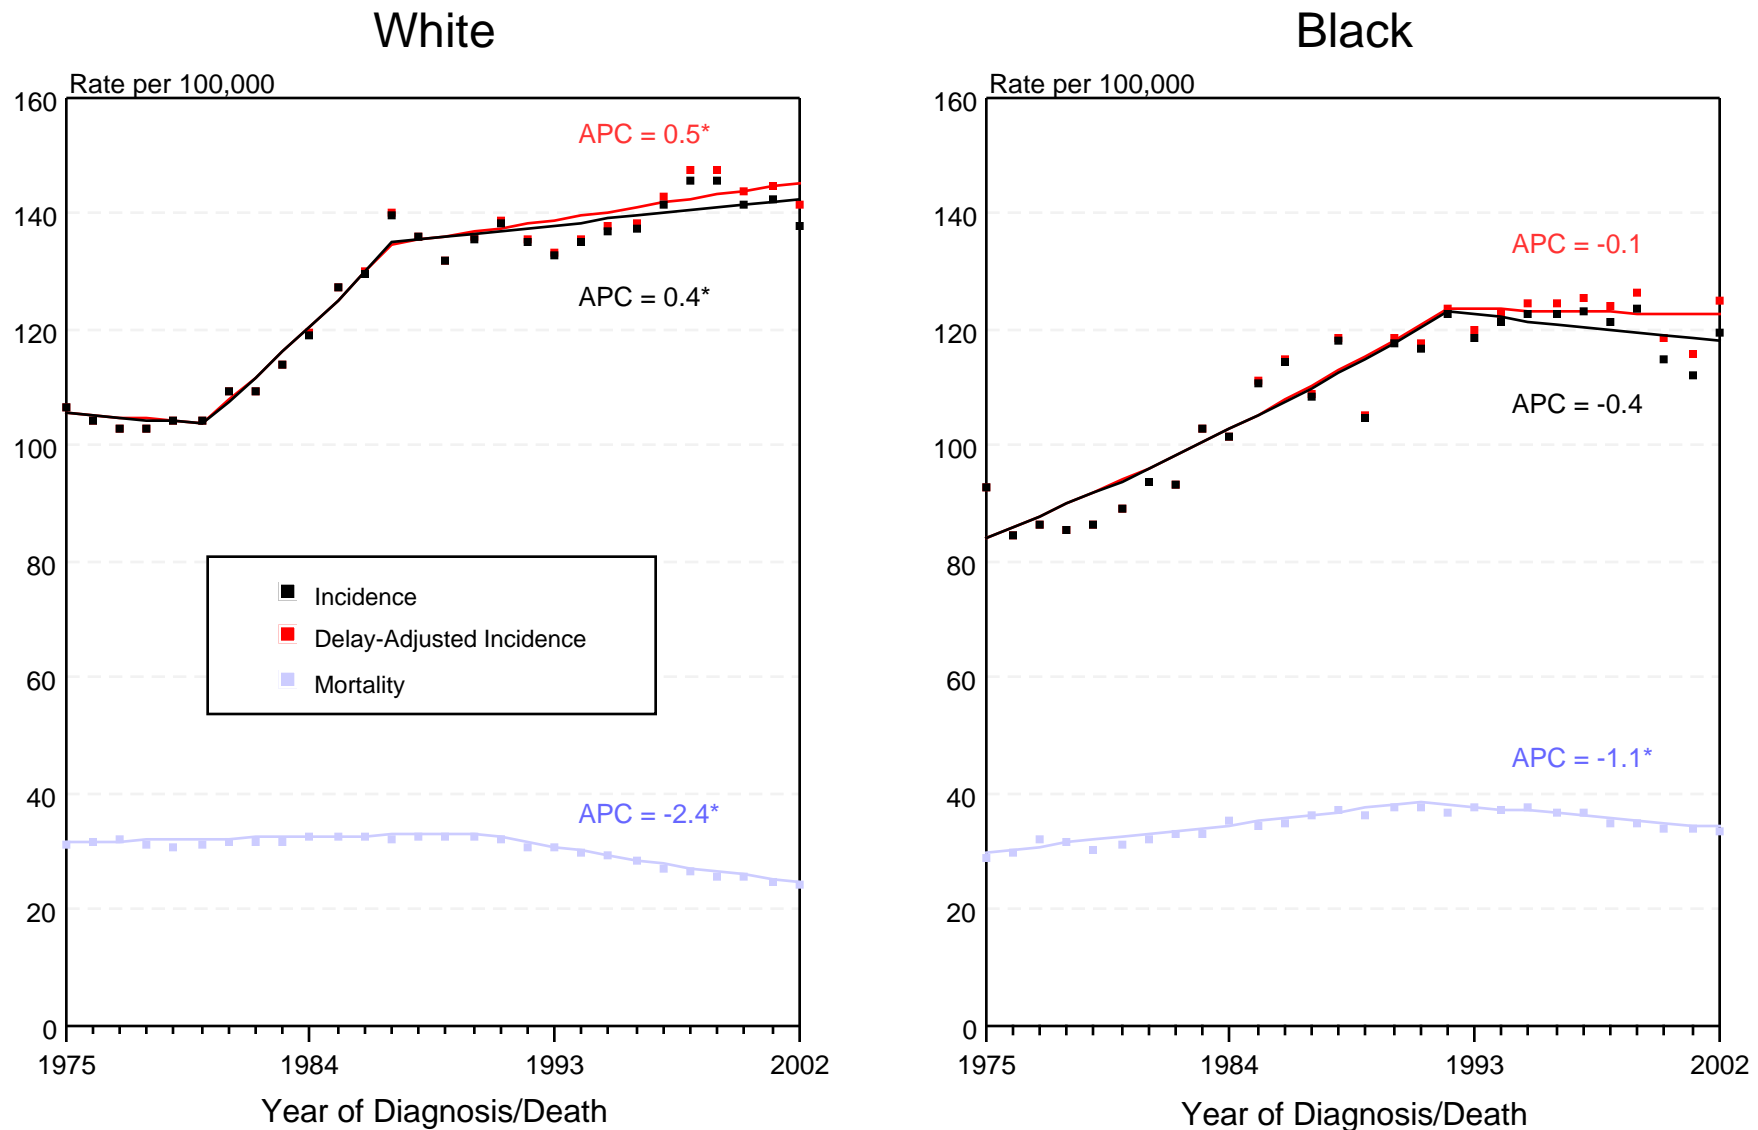 White
Rate per 100,000
160
140
120
100
80
60
40
20
0
APC = 0.5*
APC = 0.4*
Incidence
Delay-Adjusted Incidence
Mortality
APC = -2.4*
1975
1984
1993
2002
Year of Diagnosis/Death
Black
Rate per 100,000
160
140
120
100
80
60
40
20
0
APC = -0.1
APC = -0.4
APC = -1.1*
1975
1984
1993
2002
Year of Diagnosis/Death